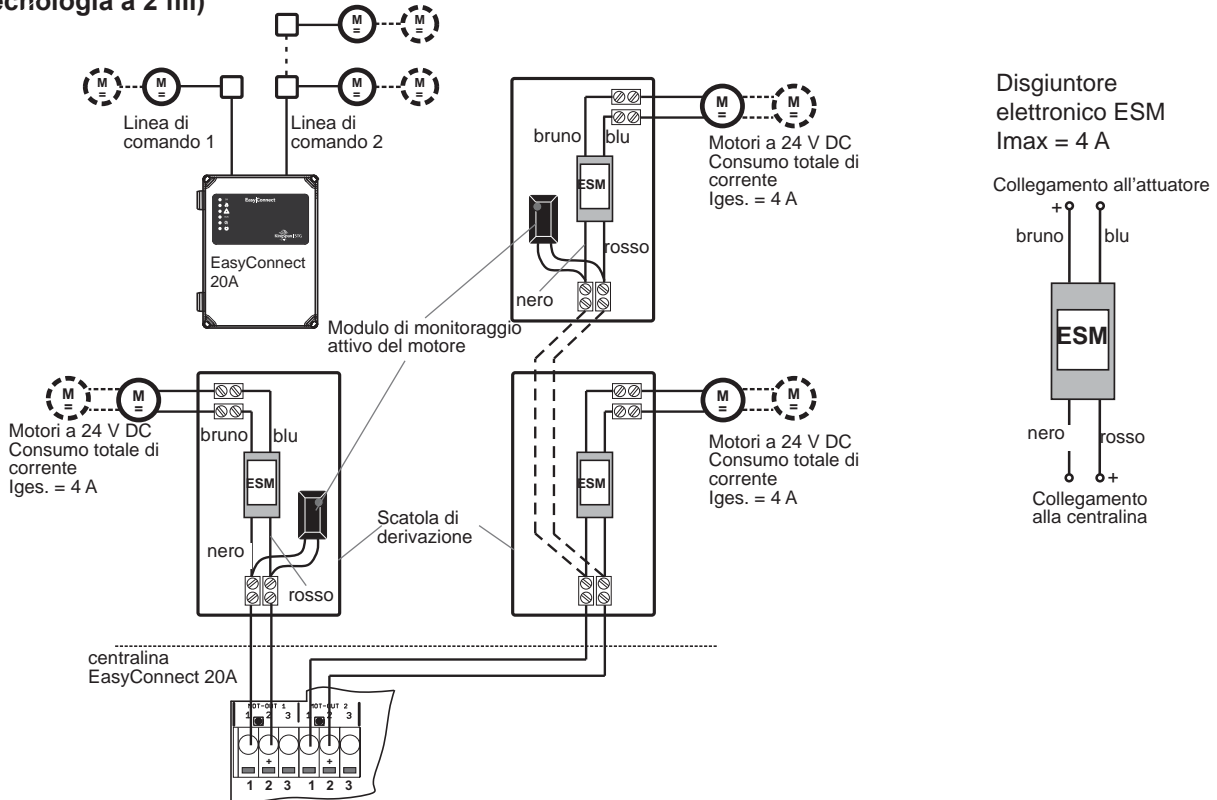 ecnologia a 2 fili)
M
=
M
=
M
=
M
=
M
=
M
=
Linea di
comando 1
Linea di
comando 2
EasyConnect
EasyConnect
20A
bruno
blu
ESM
rosso
nero
M
=
M
=
Motori a 24 V DC
Consumo totale di
corrente
Iges. = 4 A
Disgiuntore
elettronico ESM
Imax = 4 A
Collegamento all'attuatore
+
bruno
blu
ESM
nero
rosso
+
Collegamento
alla centralina
Modulo di monitoraggio
attivo del motore
M
=
M
=
Motori a 24 V DC
Consumo totale di
corrente
Iges. = 4 A
bruno
blu
ESM
nero
rosso
Scatola di
derivazione
ESM
M
=
M
=
Motori a 24 V DC
Consumo totale di
corrente
Iges. = 4 A
centralina
EasyConnect 20A
MOT-OUT 1
MOT-OUT 2
1 2 3 1 2 3
+ +
1 2 3 1 2 3